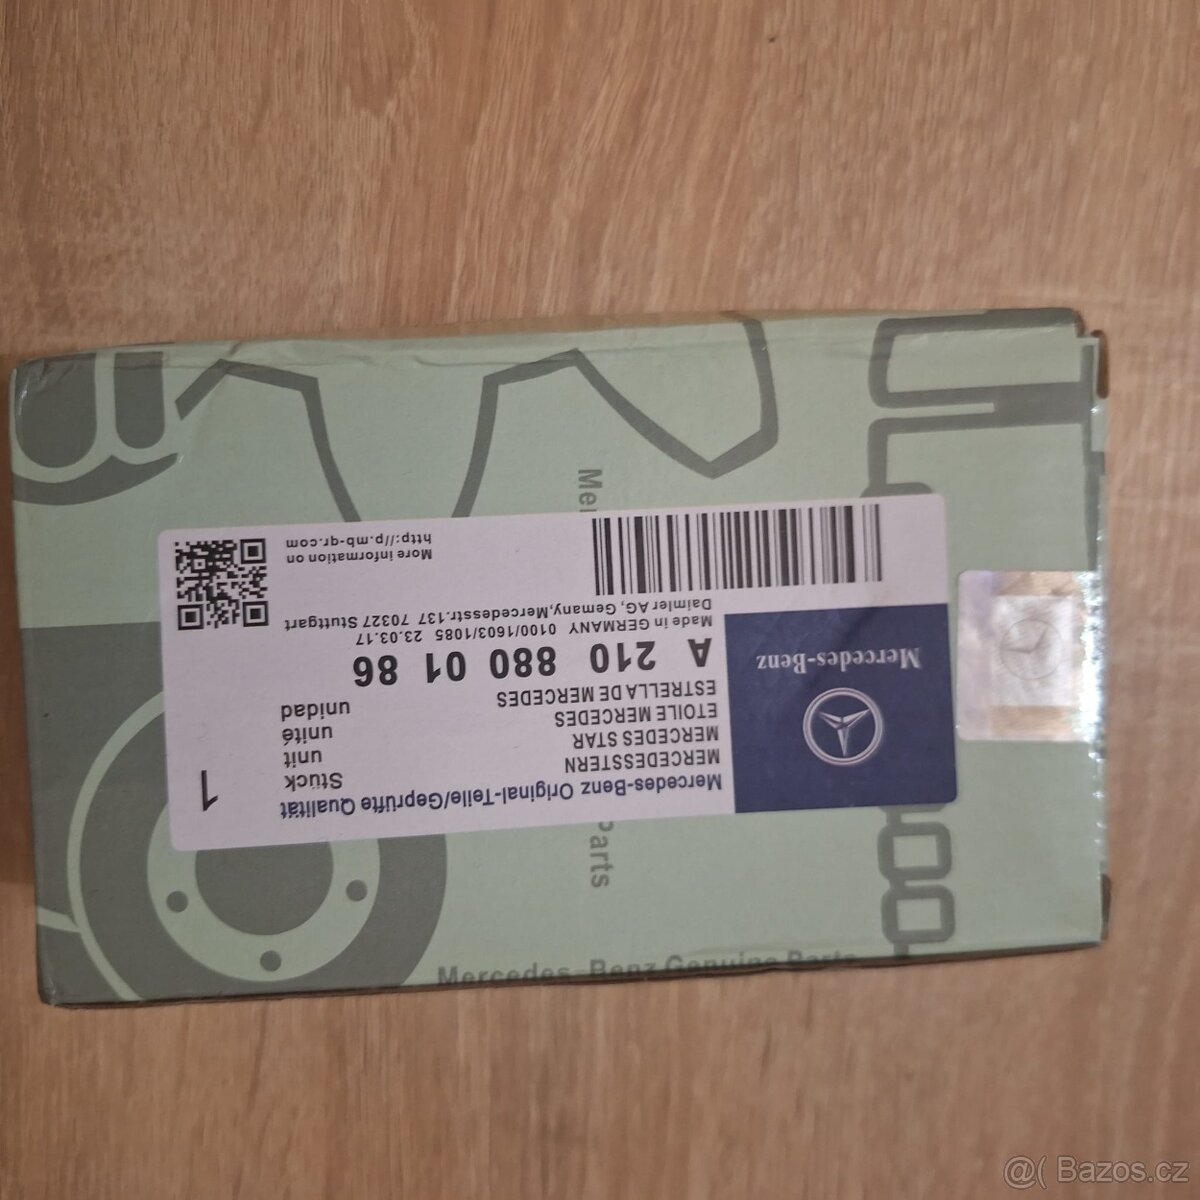 Mercedes-Benz Original-Teile/Geprüfte Qualität
MERCEDESSTERN
MERCEDES STAR
ETOILE MERCEDES
ESTRELLA DE MERCEDES
Stück
unit
unité
unidad
1
A 210 880 01 86
Made in GERMANY 0100/1603/1085 23.03.17
Daimler AG, Gemany,Mercedesstr.137 70327 Stuttgart
More information on
http://p.mb-qr.com
Mercedes-Benz
Parts
Mercedes-Benz Genuine Parts
@( Bazos.cz